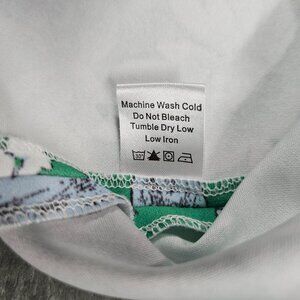 Machine Wash Cold
Do Not Bleach
Tumble Dry Low
Low Iron